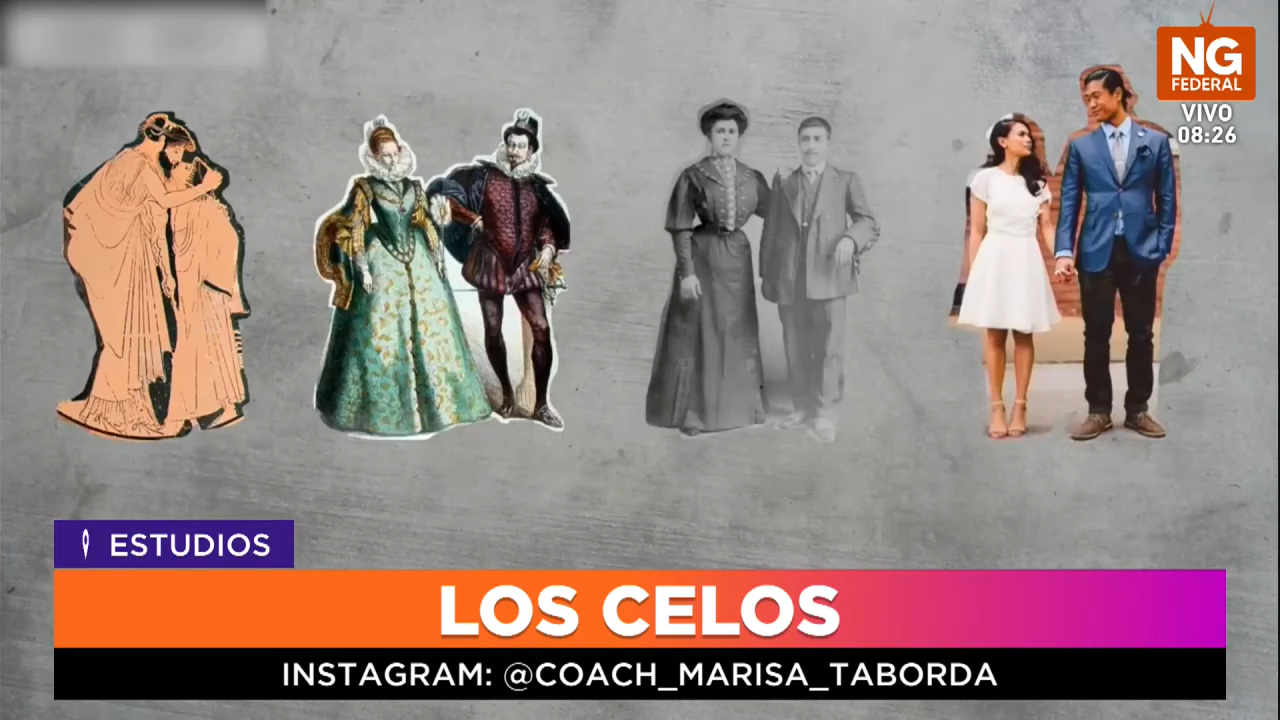 NG
FEDERAL
VIVO
08:26
ESTUDIOS
LOS CELOS
INSTAGRAM: @COACH_MARISA_TABORDA